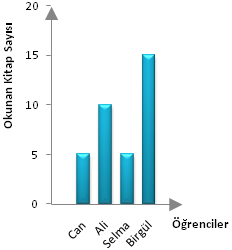 Okunan Kitap Sayısı
20
15
10
5
0
Can
Ali
Selma
Birgül
Öğrenciler